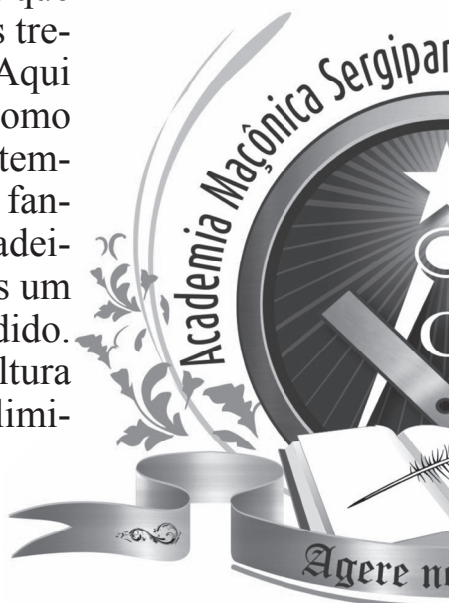 que
s tre-
Aqui
omo
tem-
fan-
adei-
s um
dido.
ltura
limi-
Academia Maçônica Sergipan
Agere n